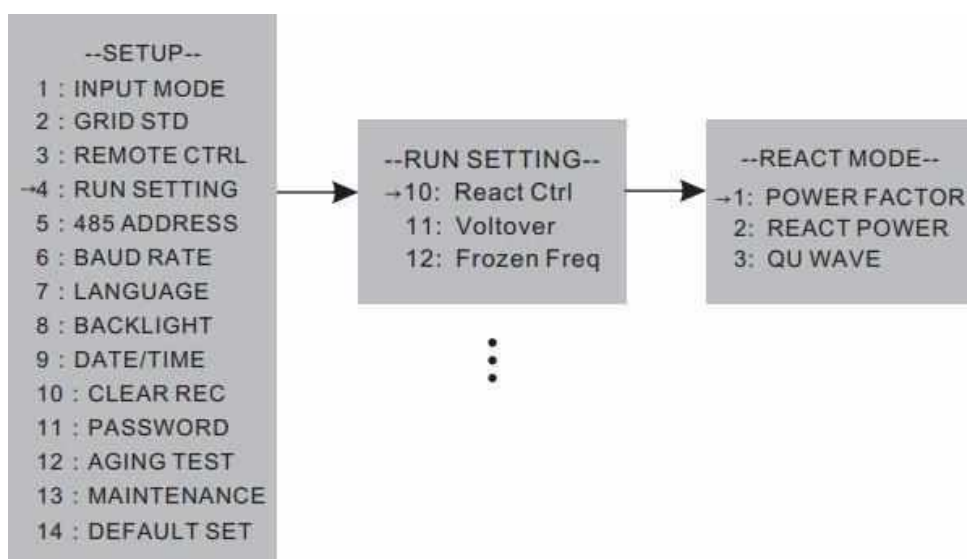 --SETUP--
1 : INPUT MODE
2 : GRID STD
3 : REMOTE CTRL
→4 : RUN SETTING
5 : 485 ADDRESS
6 : BAUD RATE
7 : LANGUAGE
8 : BACKLIGHT
9 : DATE/TIME
10 : CLEAR REC
11 : PASSWORD
12 : AGING TEST
13 : MAINTENANCE
14 : DEFAULT SET
--RUN SETTING--
→10: React Ctrl
11: Voltover
12: Frozen Freq
--REACT MODE--
→1: POWER FACTOR
2: REACT POWER
3: QU WAVE